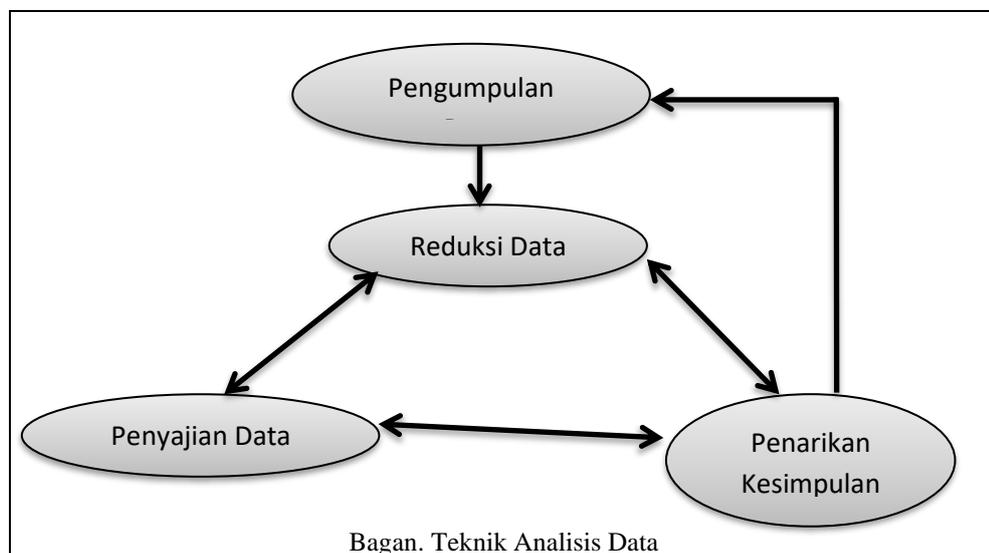 Pengumpulan
Reduksi Data
Penyajian Data
Penarikan
Kesimpulan
Bagan. Teknik Analisis Data